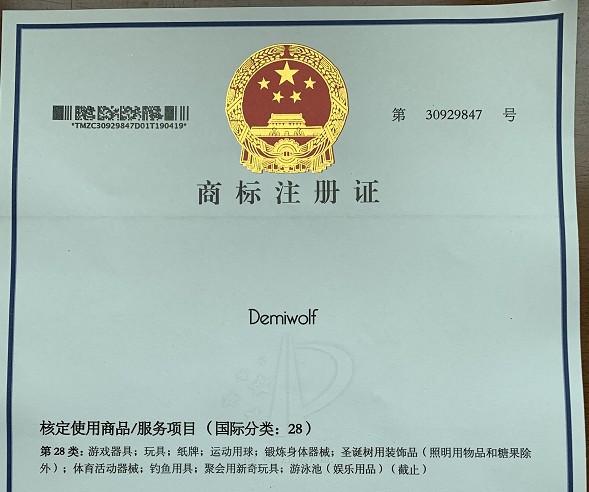 *TMZC30929847D01T190419*
第 30929847 号
商标注册证
Demiwolf
核定使用商品/服务项目（国际分类：28）
第 28 类：游戏器具；玩具；纸牌；运动用球；锻炼身体器械；圣诞树用装饰品（照明用物品和糖果除
外）；体育活动器械；钓鱼用具；聚会用新奇玩具；游泳池（娱乐用品）（截止）